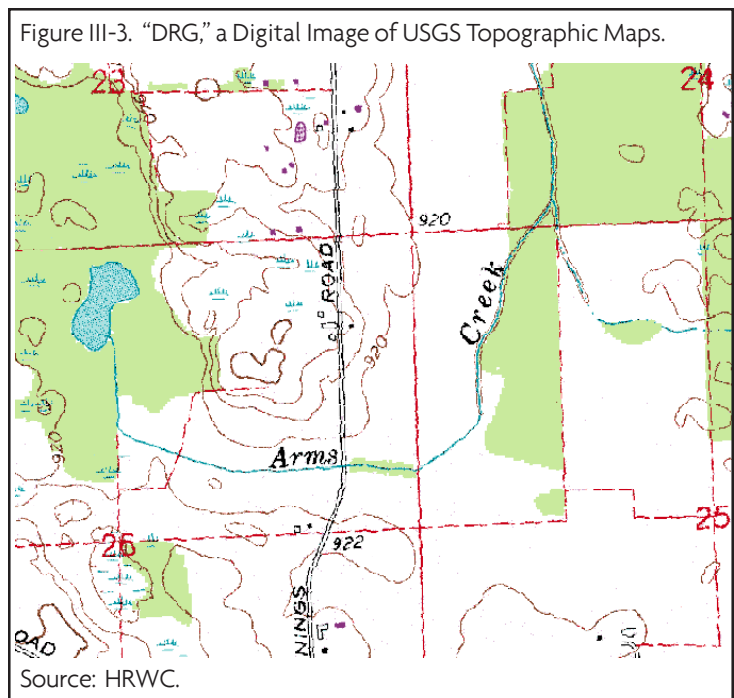 Figure III-3. “DRG,” a Digital Image of USGS Topographic Maps.
23
24
940
920
ROAD
Creek
920
920
Arms
26
922
25
NINGS
OAD
Source: HRWC.